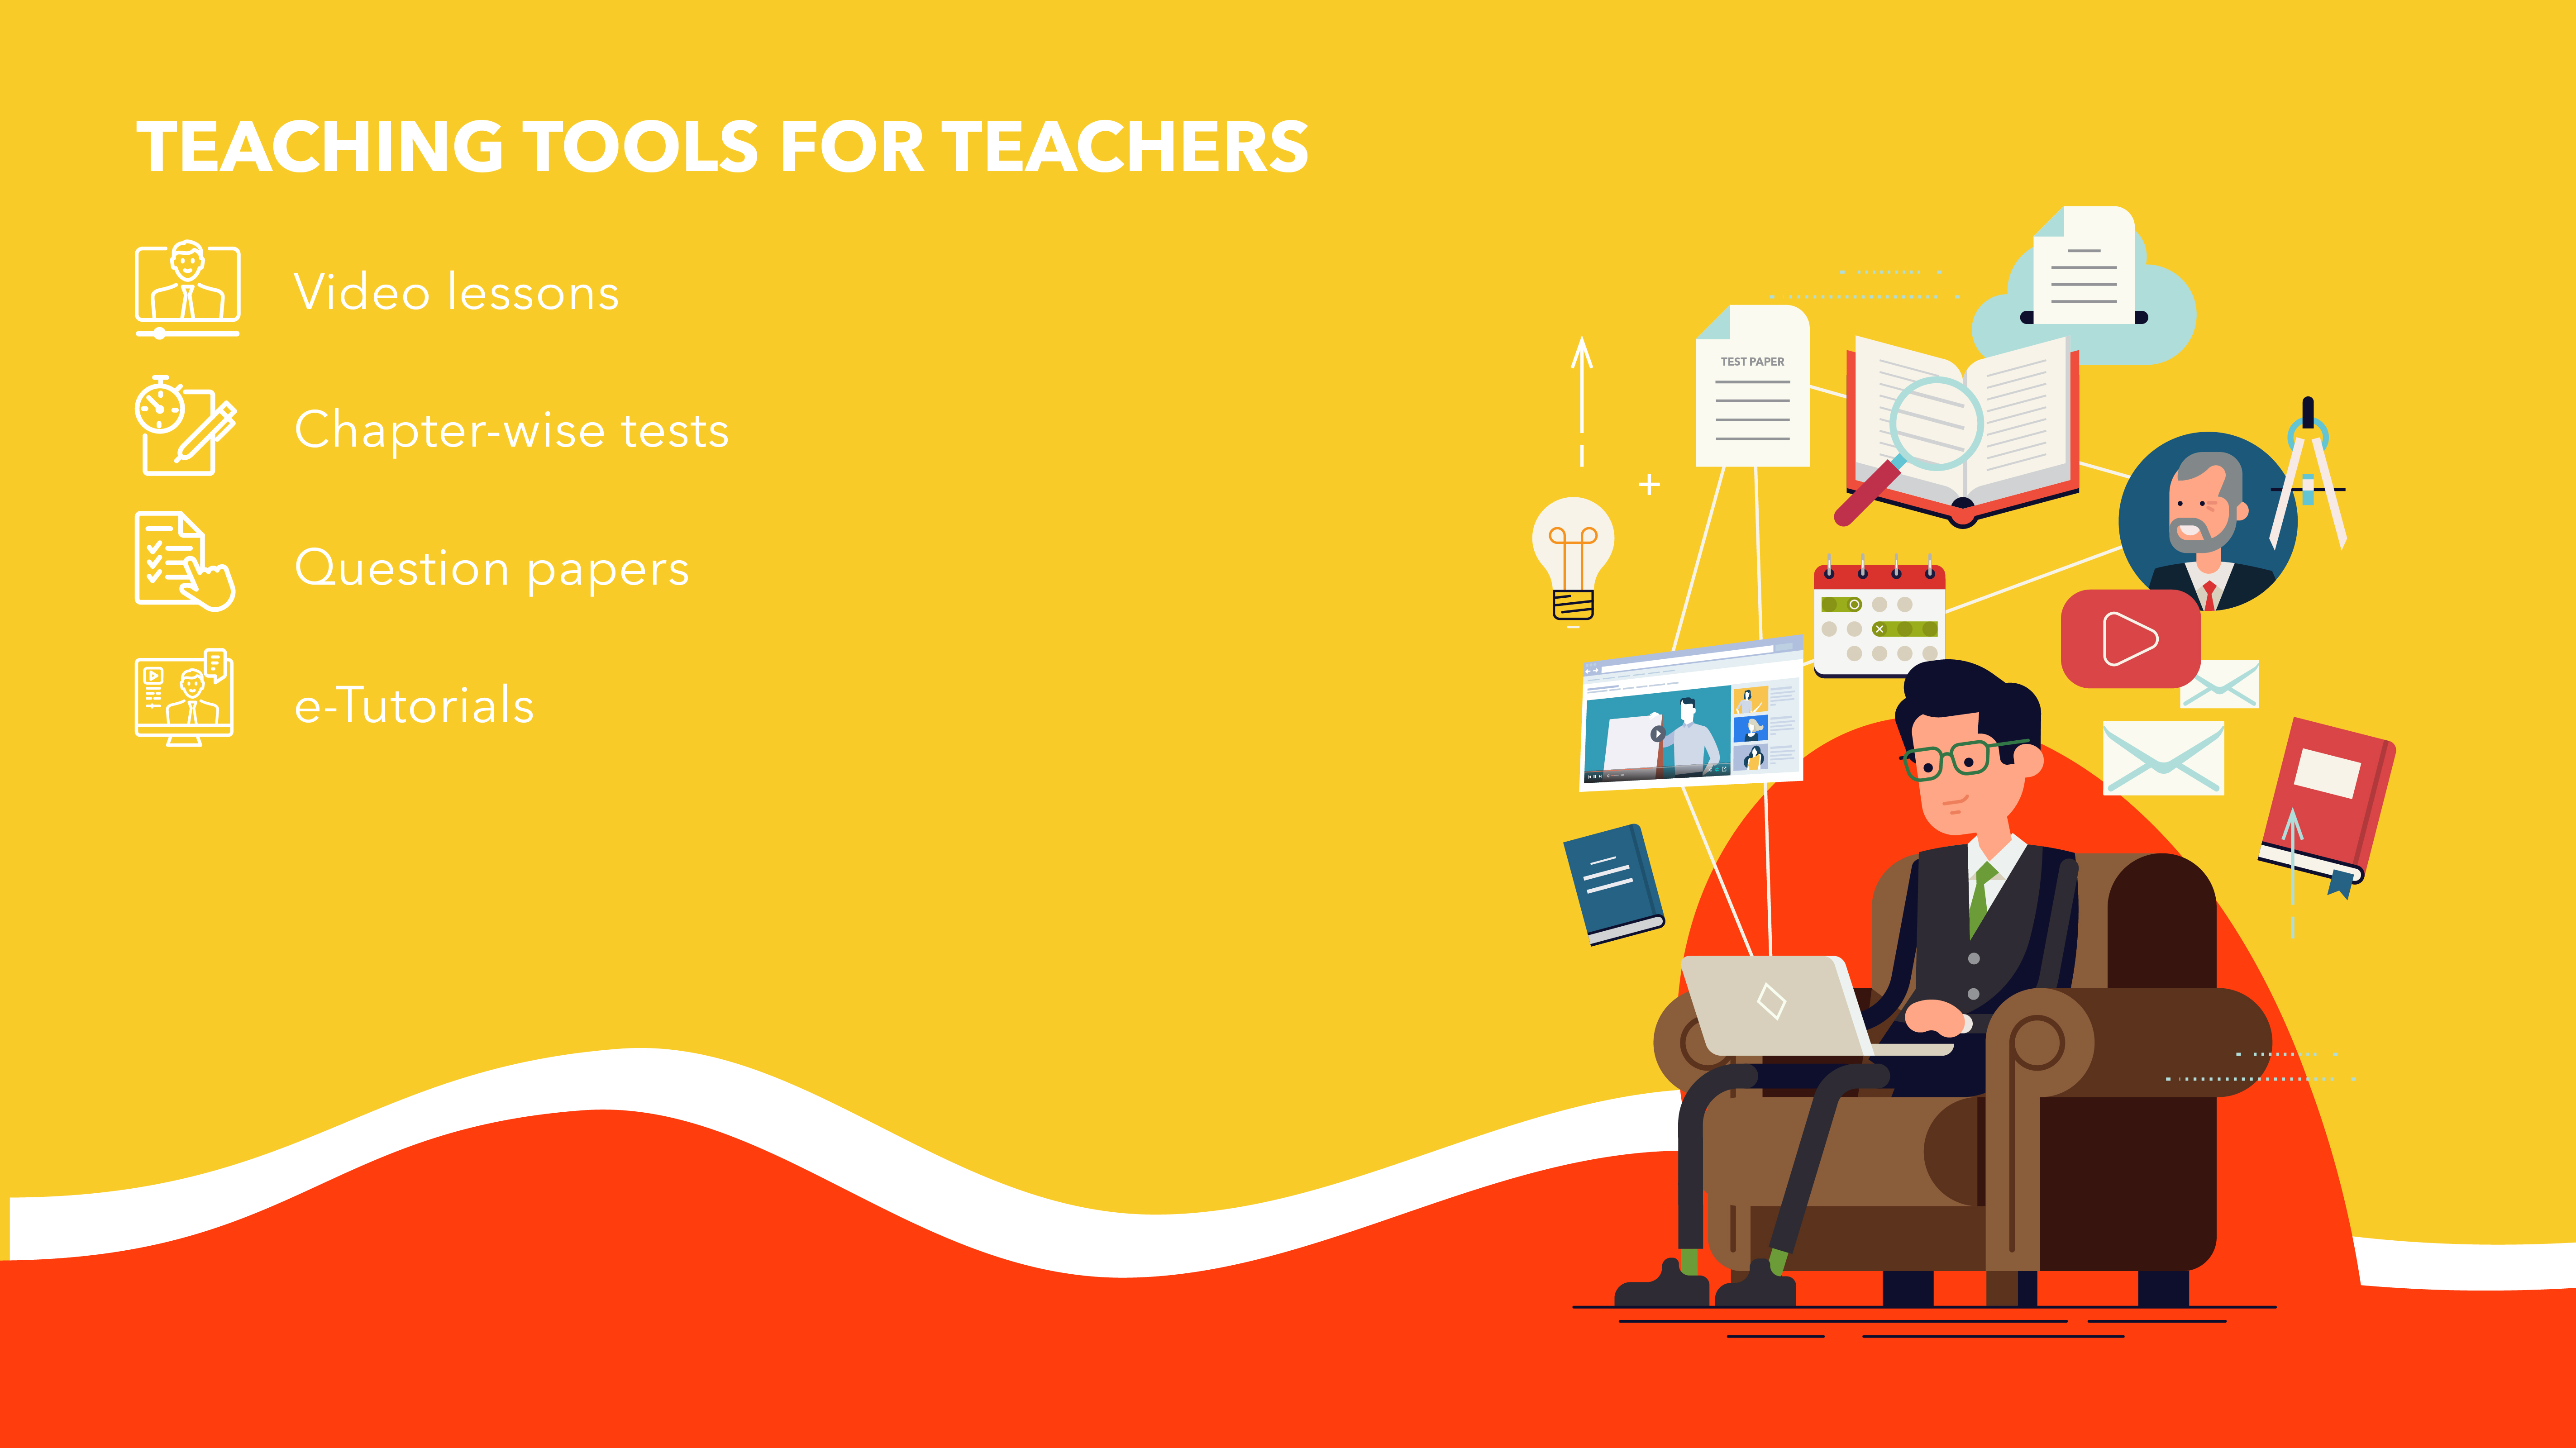 TEACHING TOOLS FOR TEACHERS
Video lessons
Chapter-wise tests
Question papers
e-Tutorials
TEST PAPER